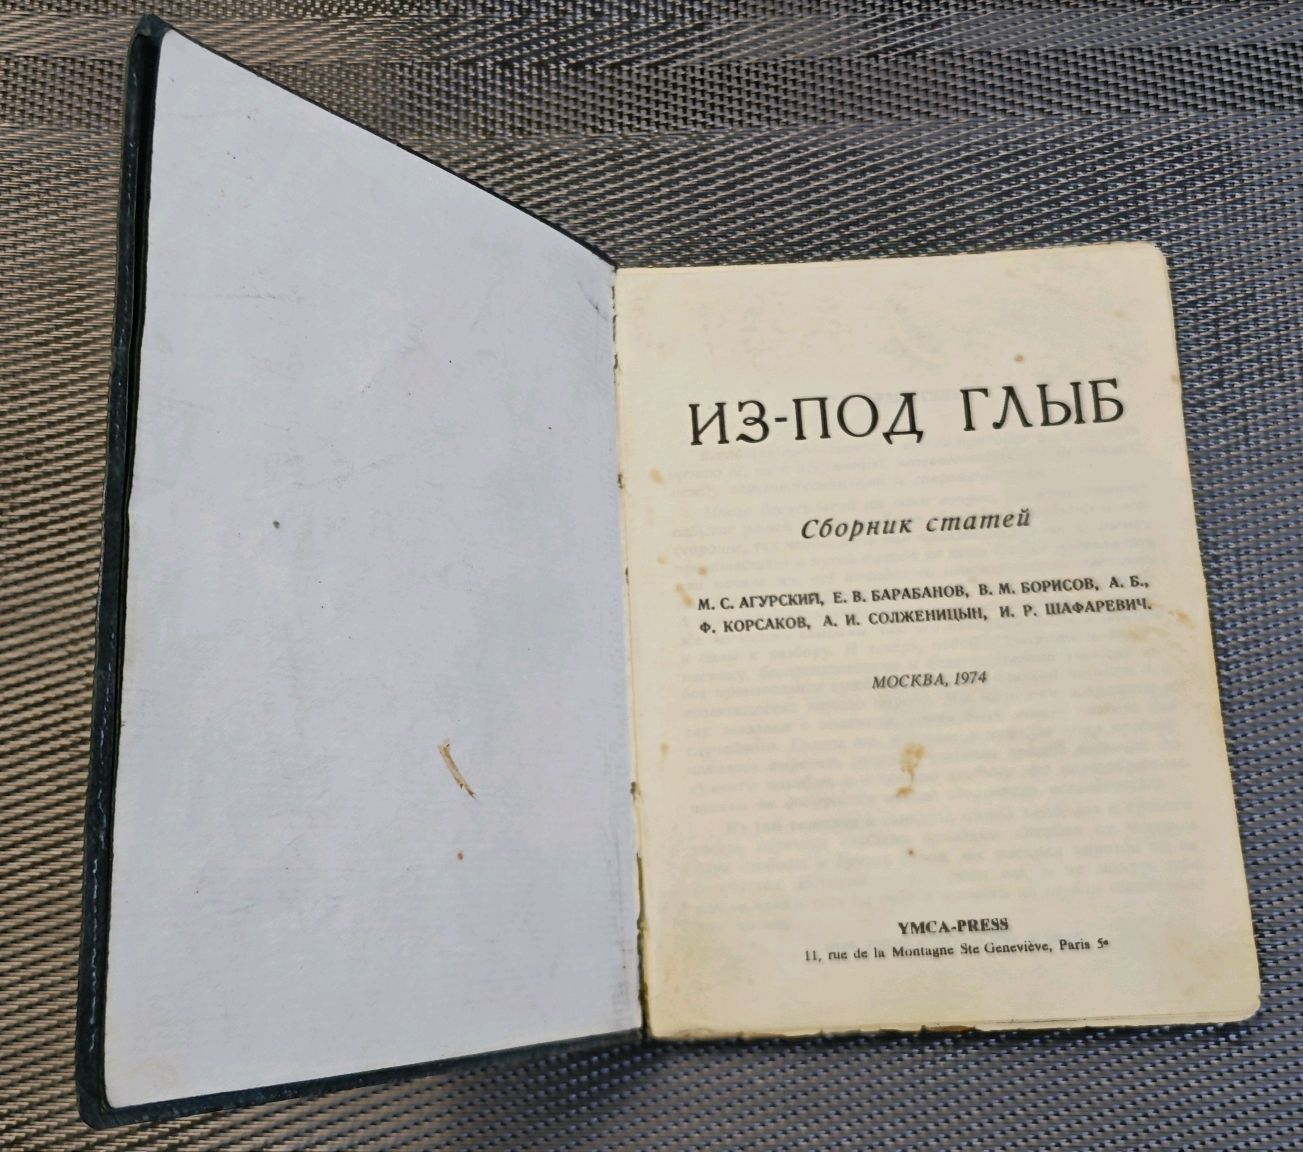 ИЗ-ПОД ГЛЫБ
Сборник статей
М. С. АГУРСКИЙ, Е. В. БАРАБАНОВ, В. М. БОРИСОВ, А. Б.,
Ф. КОРСАКОВ, А. И. СОЛЖЕНИЦЫН, И. Р. ШАФАРЕВИЧ.
МОСКВА, 1974
YMCA-PRESS
11, rue de la Montagne Ste Geneviève, Paris 5e